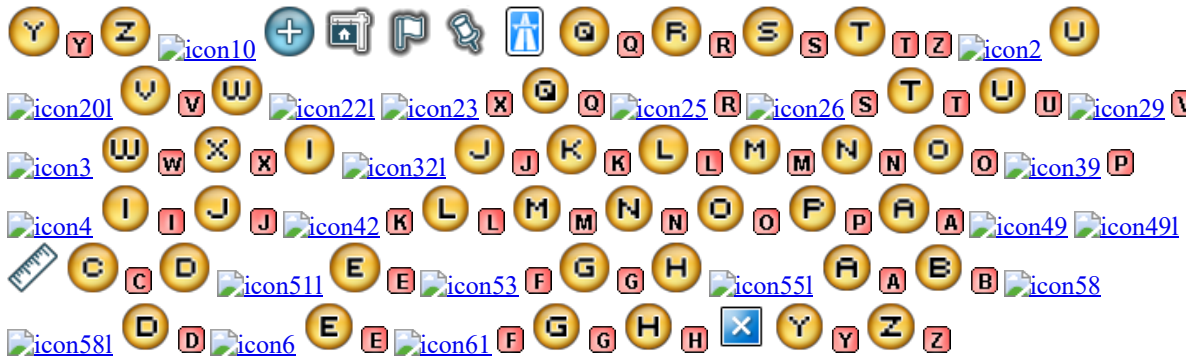 Y Y Z icon10 Q Q R R S S T T Z icon2 U
icon20l V V W icon22l icon23 X Q Q icon25 R icon26 S T T U U icon29 V
icon3 W W X X I icon32l J J K K L L M M N N O O icon39 P
icon4 I I J J icon42 K L L M M N N O O P P A A icon49 icon49l
C C D icon51l E E icon53 F G G H icon55l A A B B icon58
icon58l D D icon6 E E icon61 F G G H H X Y Y Z Z